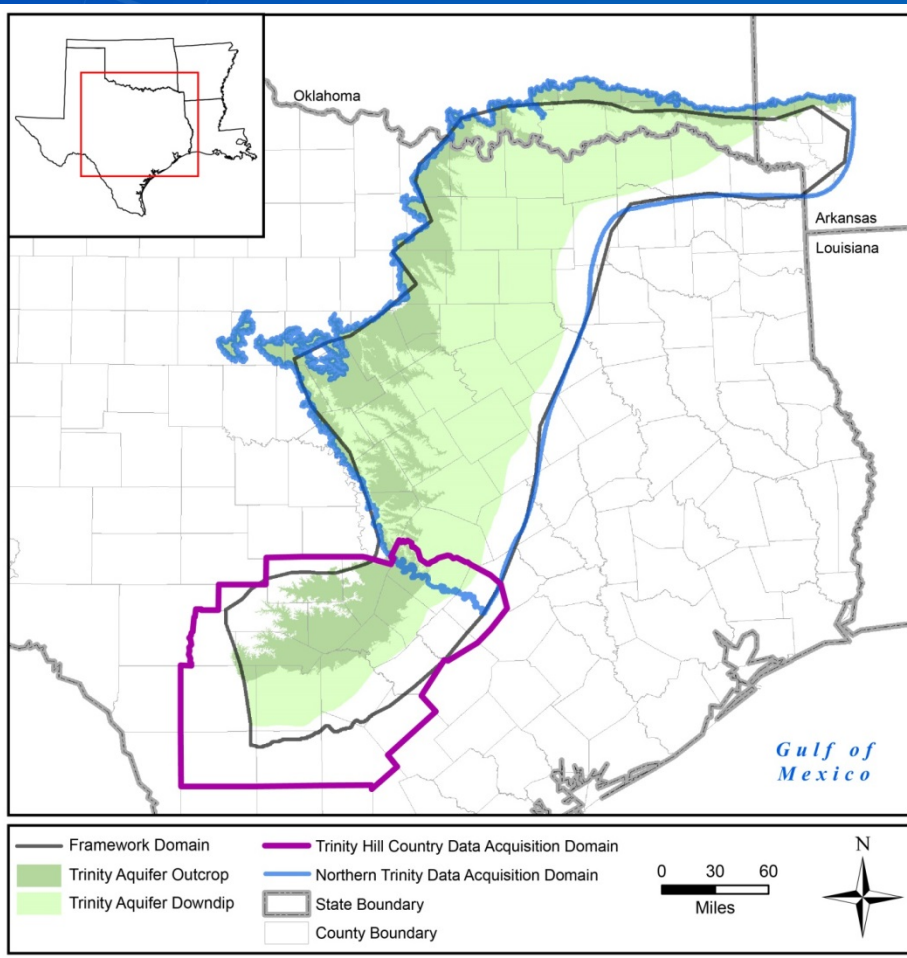 Oklahoma
Arkansas
Louisiana
Gulf of
Mexico
Framework Domain
Trinity Aquifer Outcrop
Trinity Aquifer Downdip
Trinity Hill Country Data Acquisition Domain
Northern Trinity Data Acquisition Domain
State Boundary
County Boundary
0 30 60
Miles
N